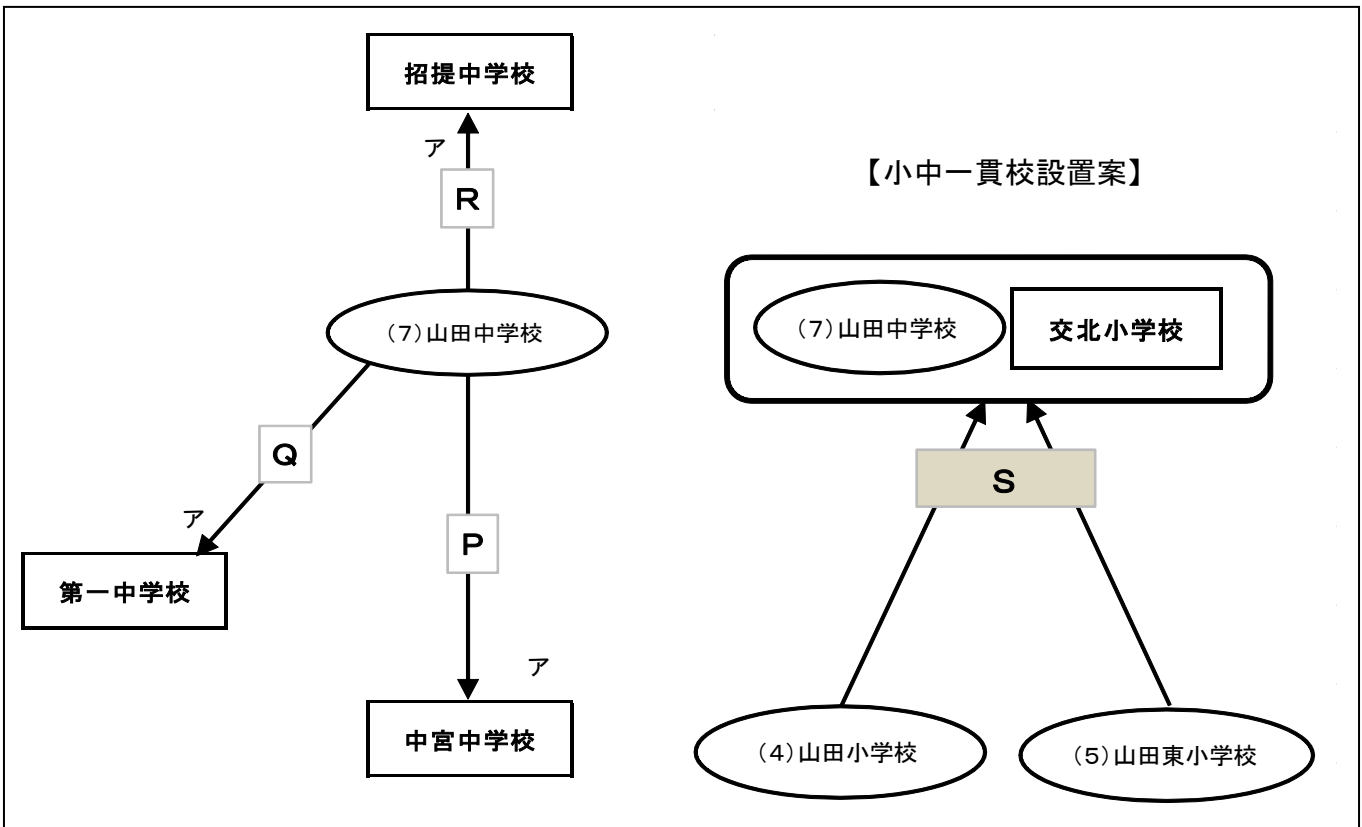 招提中学校
ア
R
(7)山田中学校
Q
ア
第一中学校
P
ア
中宮中学校
【小中一貫校設置案】
(7)山田中学校
交北小学校
S
(4)山田小学校
(5)山田東小学校